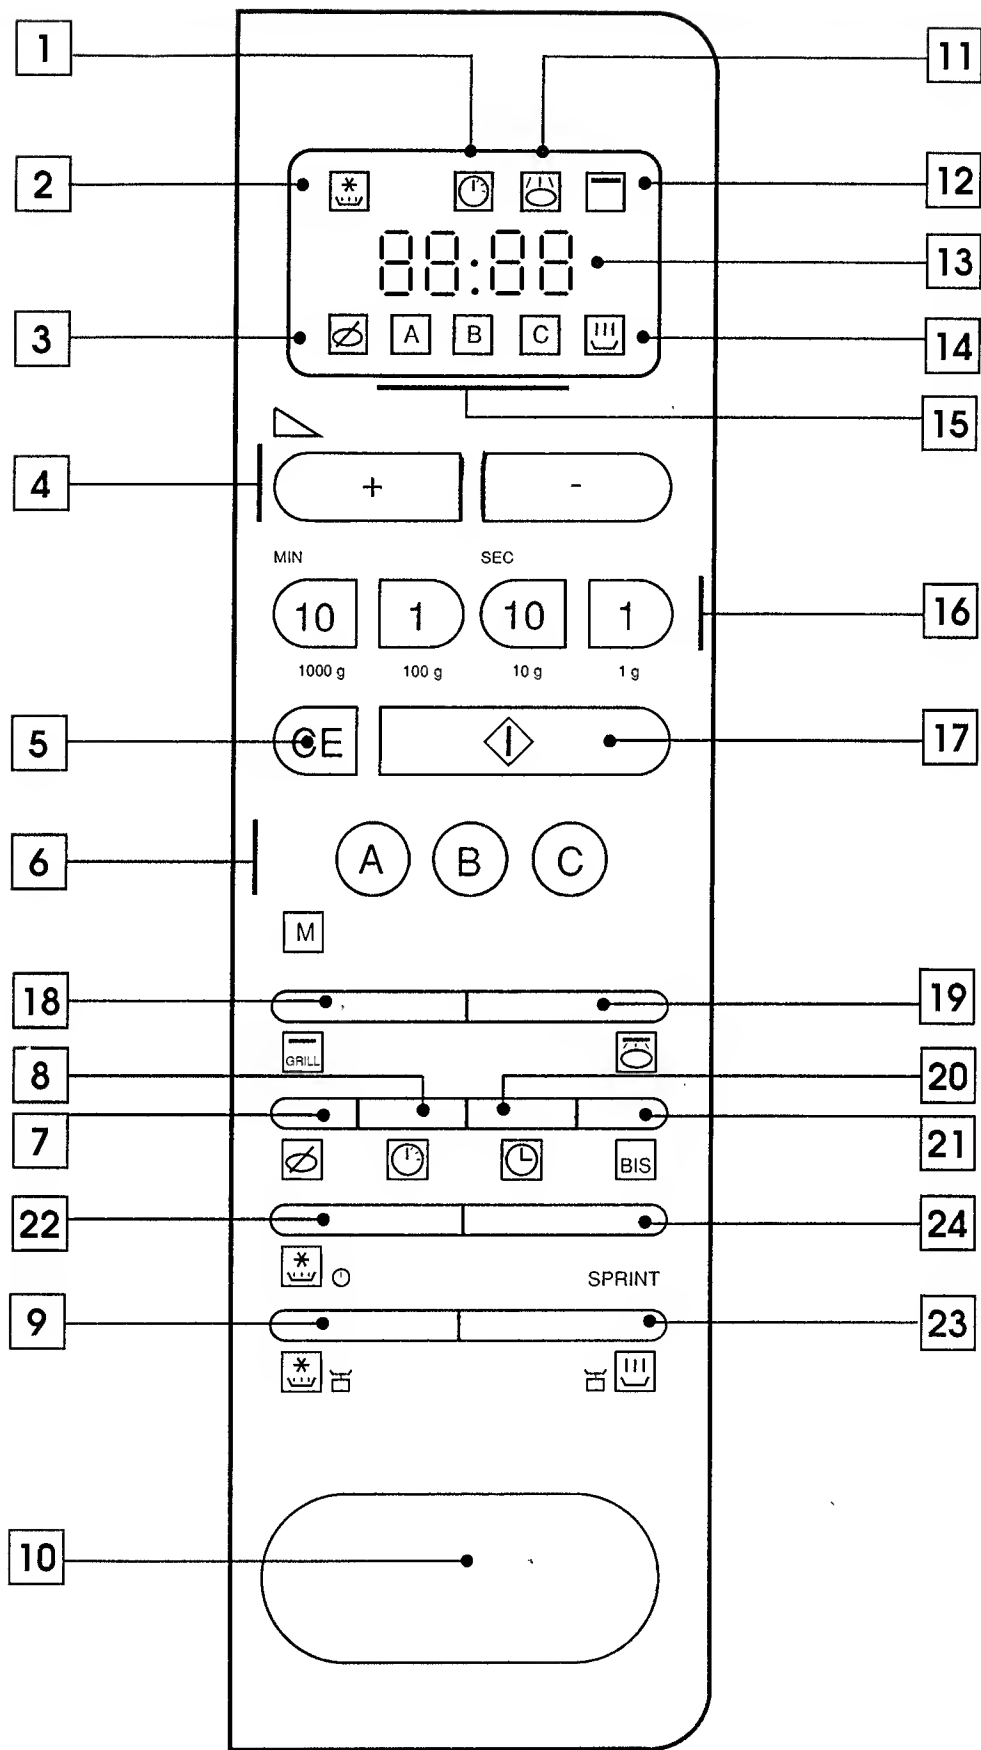 1 11
2 12
88:88 13
3 A B C 14
15
4 + -
MIN SEC
10 1 10 1 16
1000 g 100 g 10 g 1 g
5 CE 17
6 A B C
M
18 19
GRILL
8 20
7 21
BIS
22 24
SPRINT
9 23
10